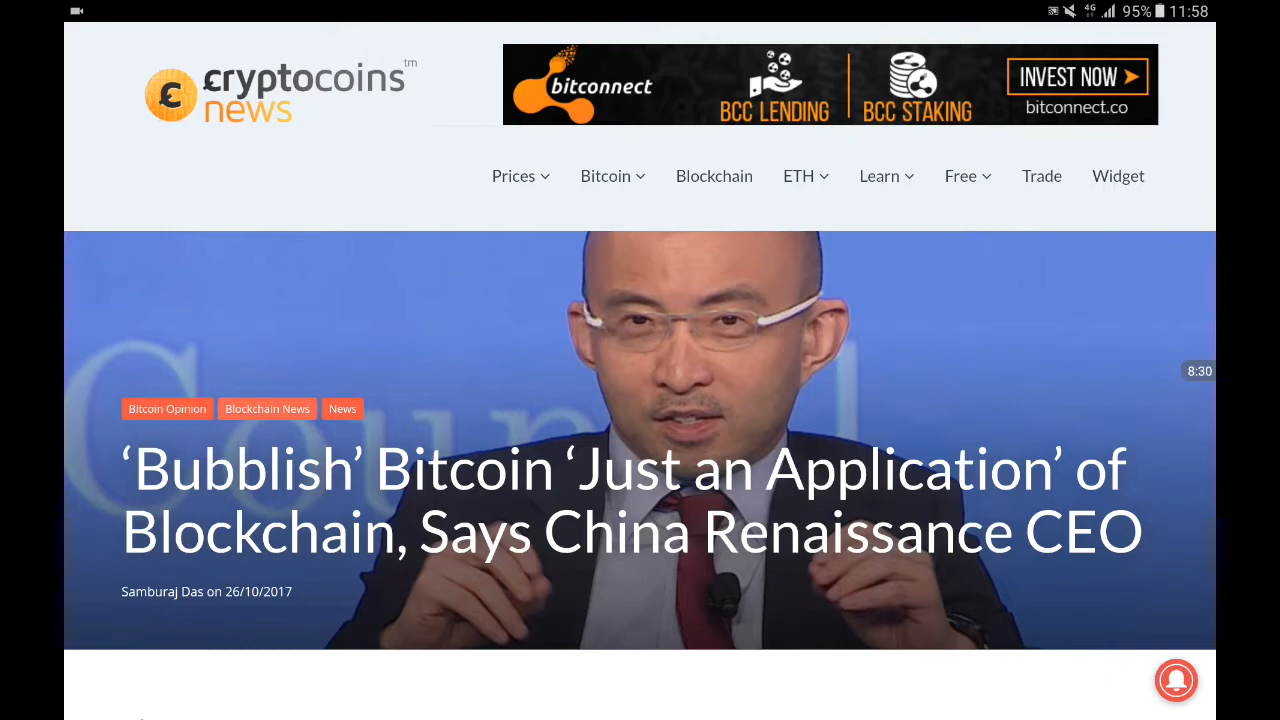 4G 95% 11:58
cryptocoins tm
news
bitconnect
BCC LENDING
BCC STAKING
INVEST NOW
bitconnect.co
Prices Bitcoin Blockchain ETH Learn Free Trade Widget
Council
8:30
Bitcoin Opinion Blockchain News News
‘Bubblish’ Bitcoin ‘Just an Application’ of
Blockchain, Says China Renaissance CEO
Samburaj Das on 26/10/2017